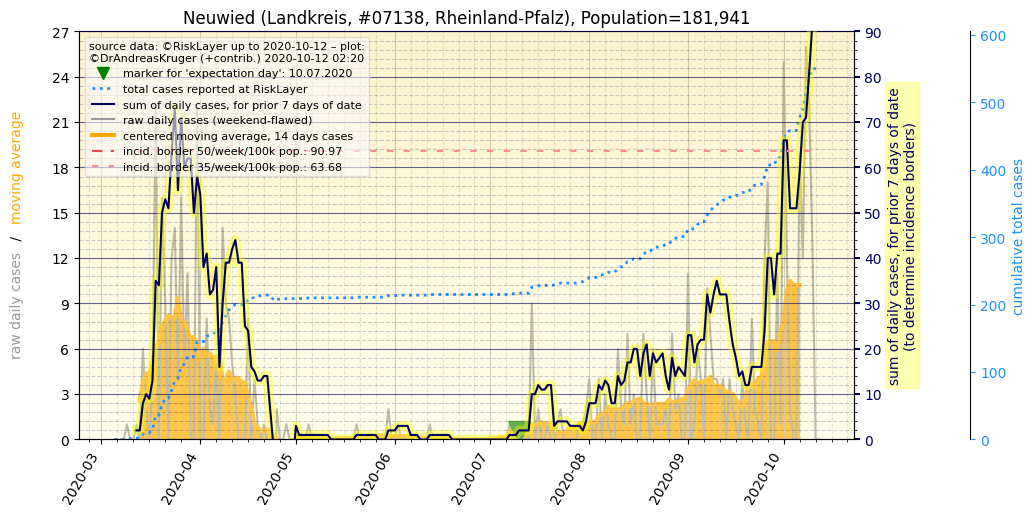 Neuwied (Landkreis, #07138, Rheinland-Pfalz), Population=181,941
source data: ©RiskLayer up to 2020-10-12 – plot:
©DrAndreasKruger (+contrib.) 2020-10-12 02:20
marker for 'expectation day': 10.07.2020
total cases reported at RiskLayer
sum of daily cases, for prior 7 days of date
raw daily cases (weekend-flawed)
centered moving average, 14 days cases
incid. border 50/week/100k pop.: 90.97
incid. border 35/week/100k pop.: 63.68
raw daily cases / moving average
27
24
21
18
15
12
9
6
3
0
90
80
70
60
50
40
30
20
10
0
sum of daily cases, for prior 7 days of date
(to determine incidence borders)
600
500
400
300
200
100
0
cumulative total cases
2020-03
2020-04
2020-05
2020-06
2020-07
2020-08
2020-09
2020-10